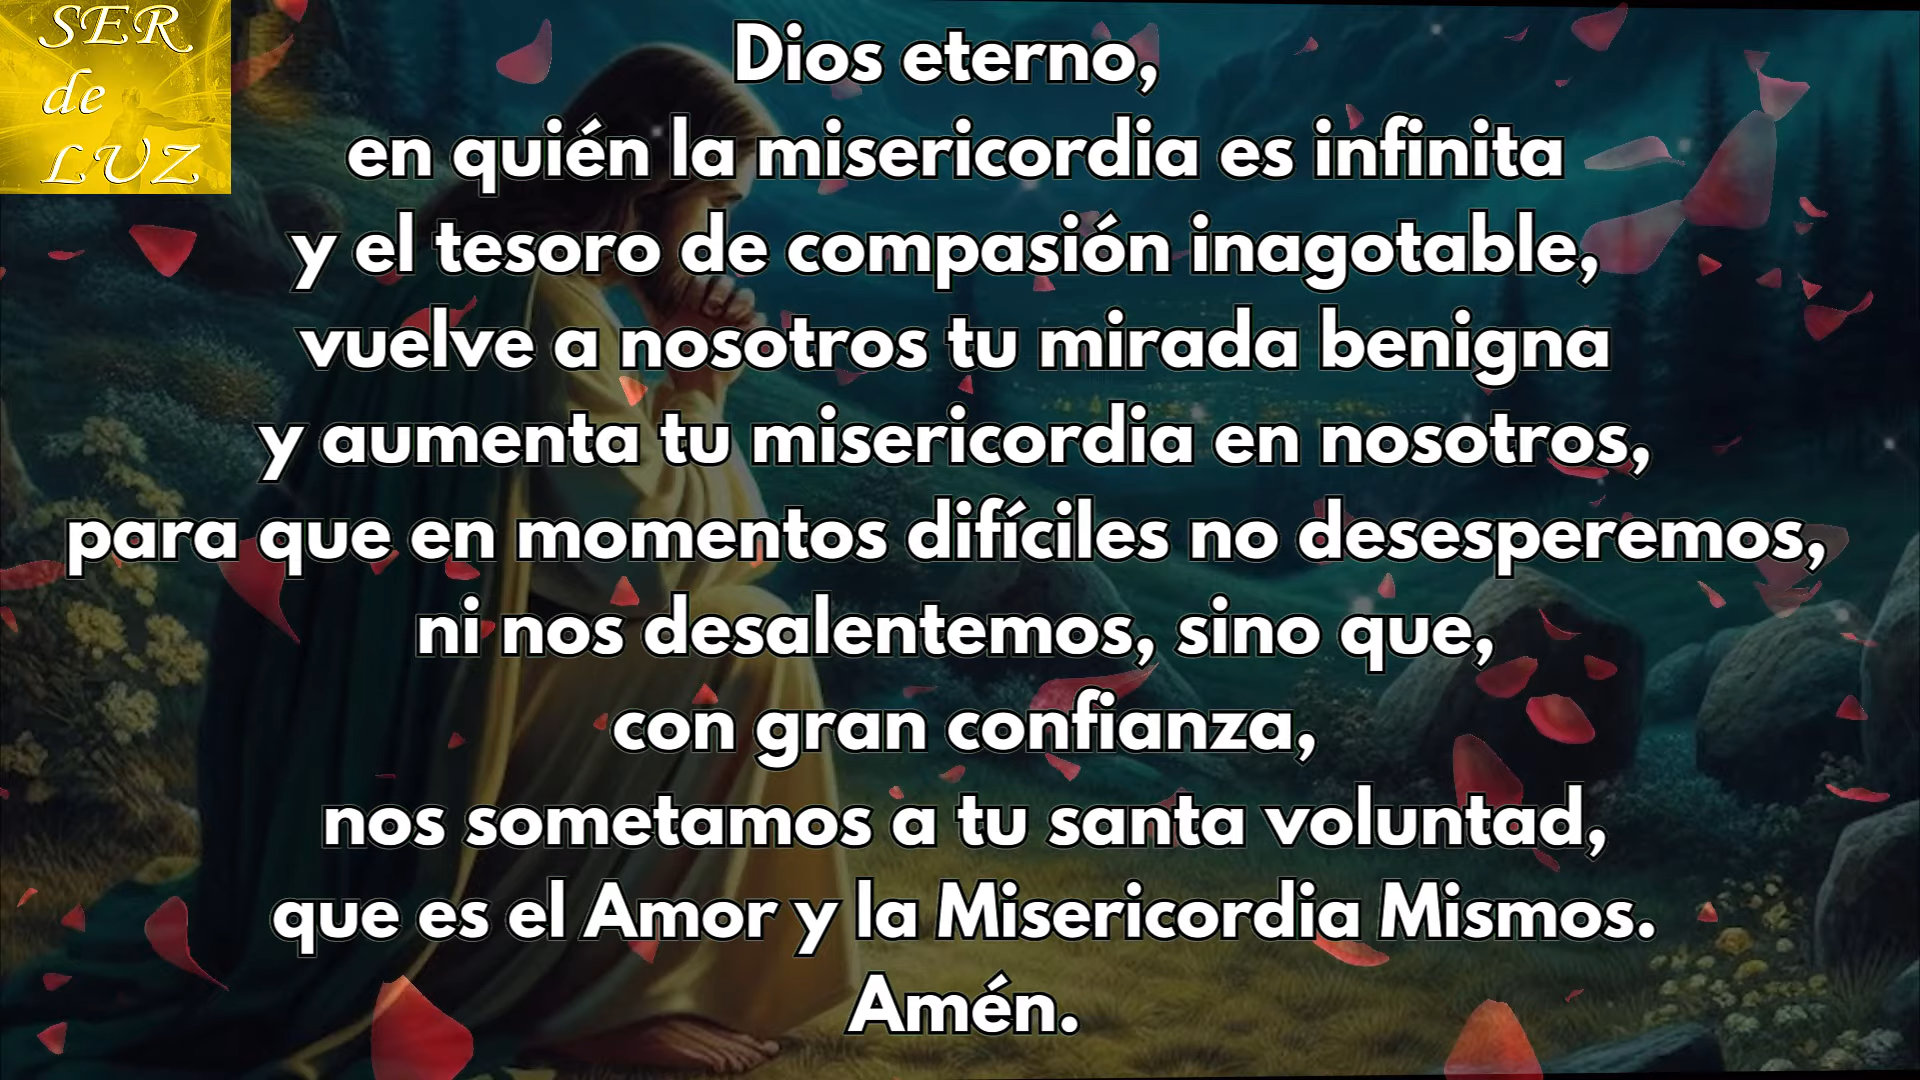 SER
de
LUZ
Dios eterno,
en quién la misericordia es infinita
y el tesoro de compasión inagotable,
vuelve a nosotros tu mirada benigna
y aumenta tu misericordia en nosotros,
para que en momentos difíciles no desesperemos,
ni nos desalentemos, sino que,
con gran confianza,
nos sometamos a tu santa voluntad,
que es el Amor y la Misericordia Mismos.
Amén.